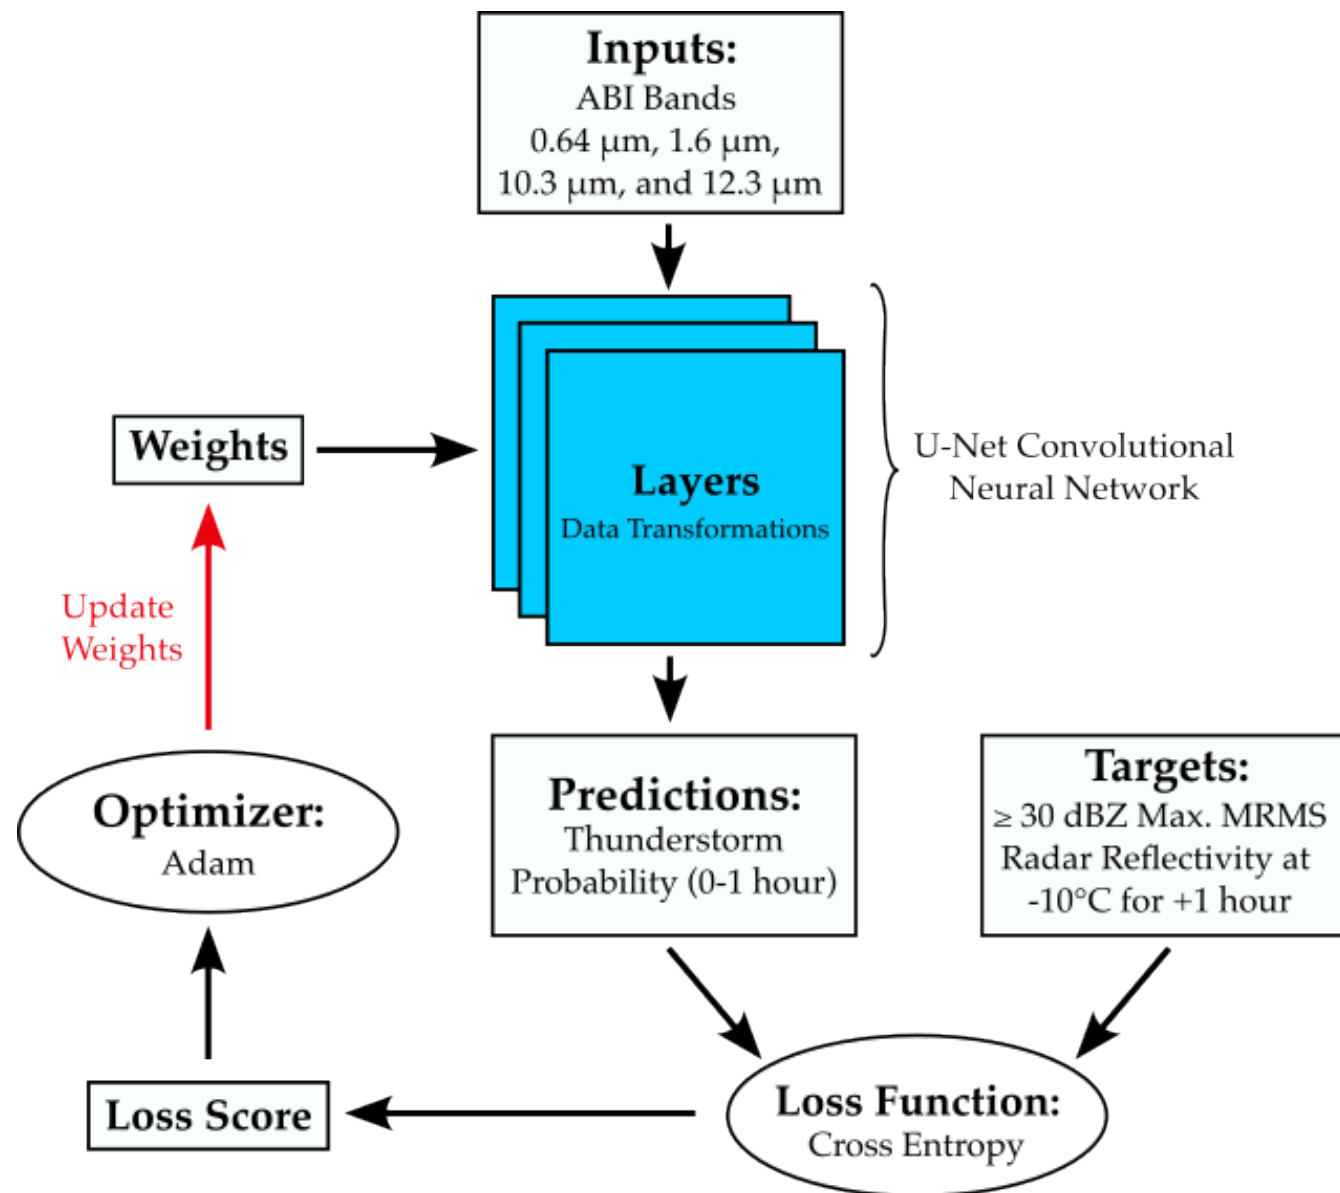 Inputs:
ABI Bands
0.64 µm, 1.6 µm,
10.3 µm, and 12.3 µm
Weights
Layers
Data Transformations
U-Net Convolutional
Neural Network
Update
Weights
Optimizer:
Adam
Predictions:
Thunderstorm
Probability (0-1 hour)
Targets:
≥ 30 dBZ Max. MRMS
Radar Reflectivity at
-10°C for +1 hour
Loss Score
Loss Function:
Cross Entropy